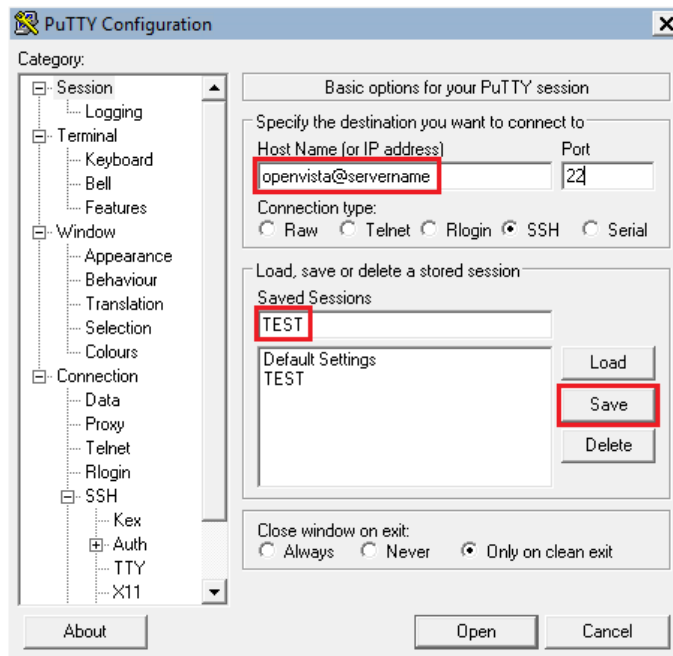 PuTTY Configuration
Category:
Session
Logging
Terminal
Keyboard
Bell
Features
Window
Appearance
Behaviour
Translation
Selection
Colours
Connection
Data
Proxy
Telnet
Rlogin
SSH
Kex
Auth
TTY
X11
Basic options for your PuTTY session
Specify the destination you want to connect to
Host Name (or IP address) Port
openvista@servername 22
Connection type:
Raw Telnet Rlogin SSH Serial
Load, save or delete a stored session
Saved Sessions
TEST
Default Settings
TEST
Load
Save
Delete
Close window on exit:
Always Never Only on clean exit
About Open Cancel